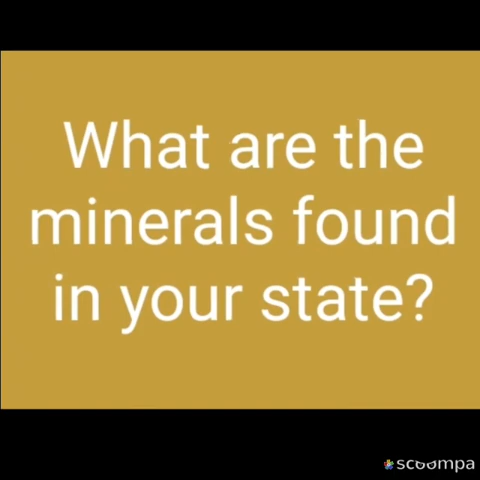 What are the
minerals found
in your state?
scoompa